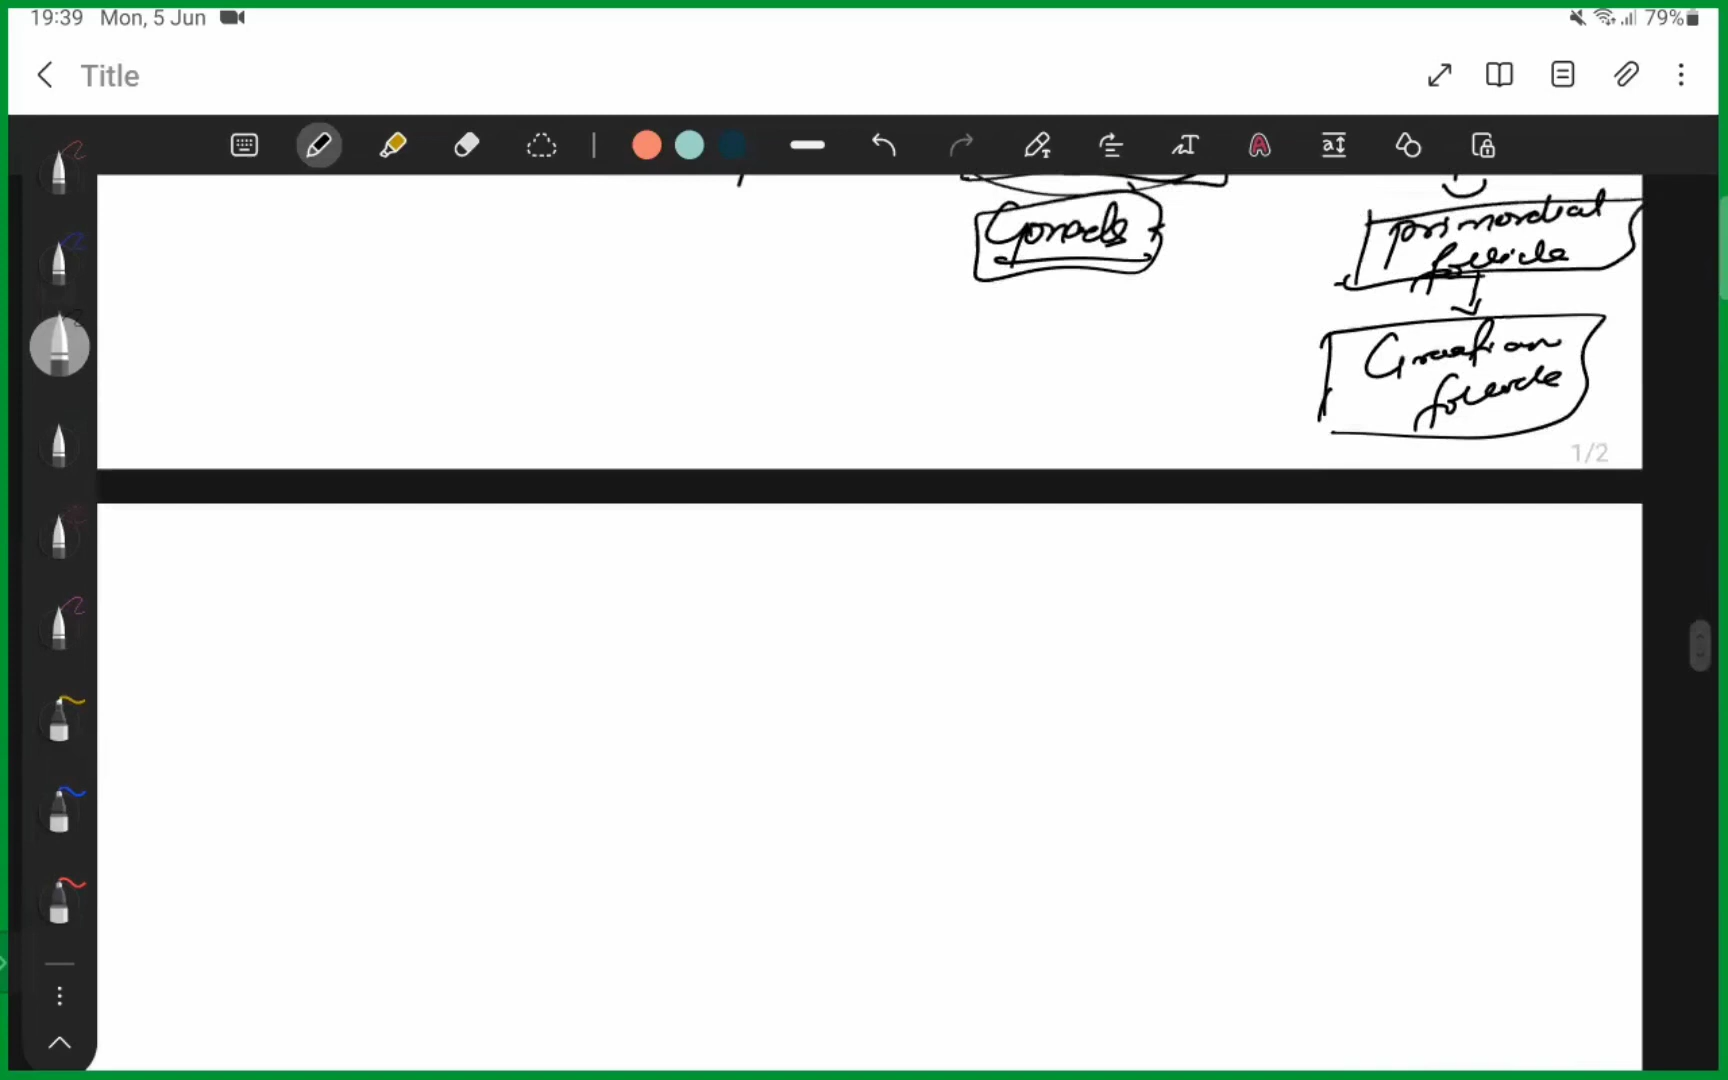 19:39 Mon, 5 Jun
79%
Title
Gonads
primordial
follicle
Graafian
follicle
1/2